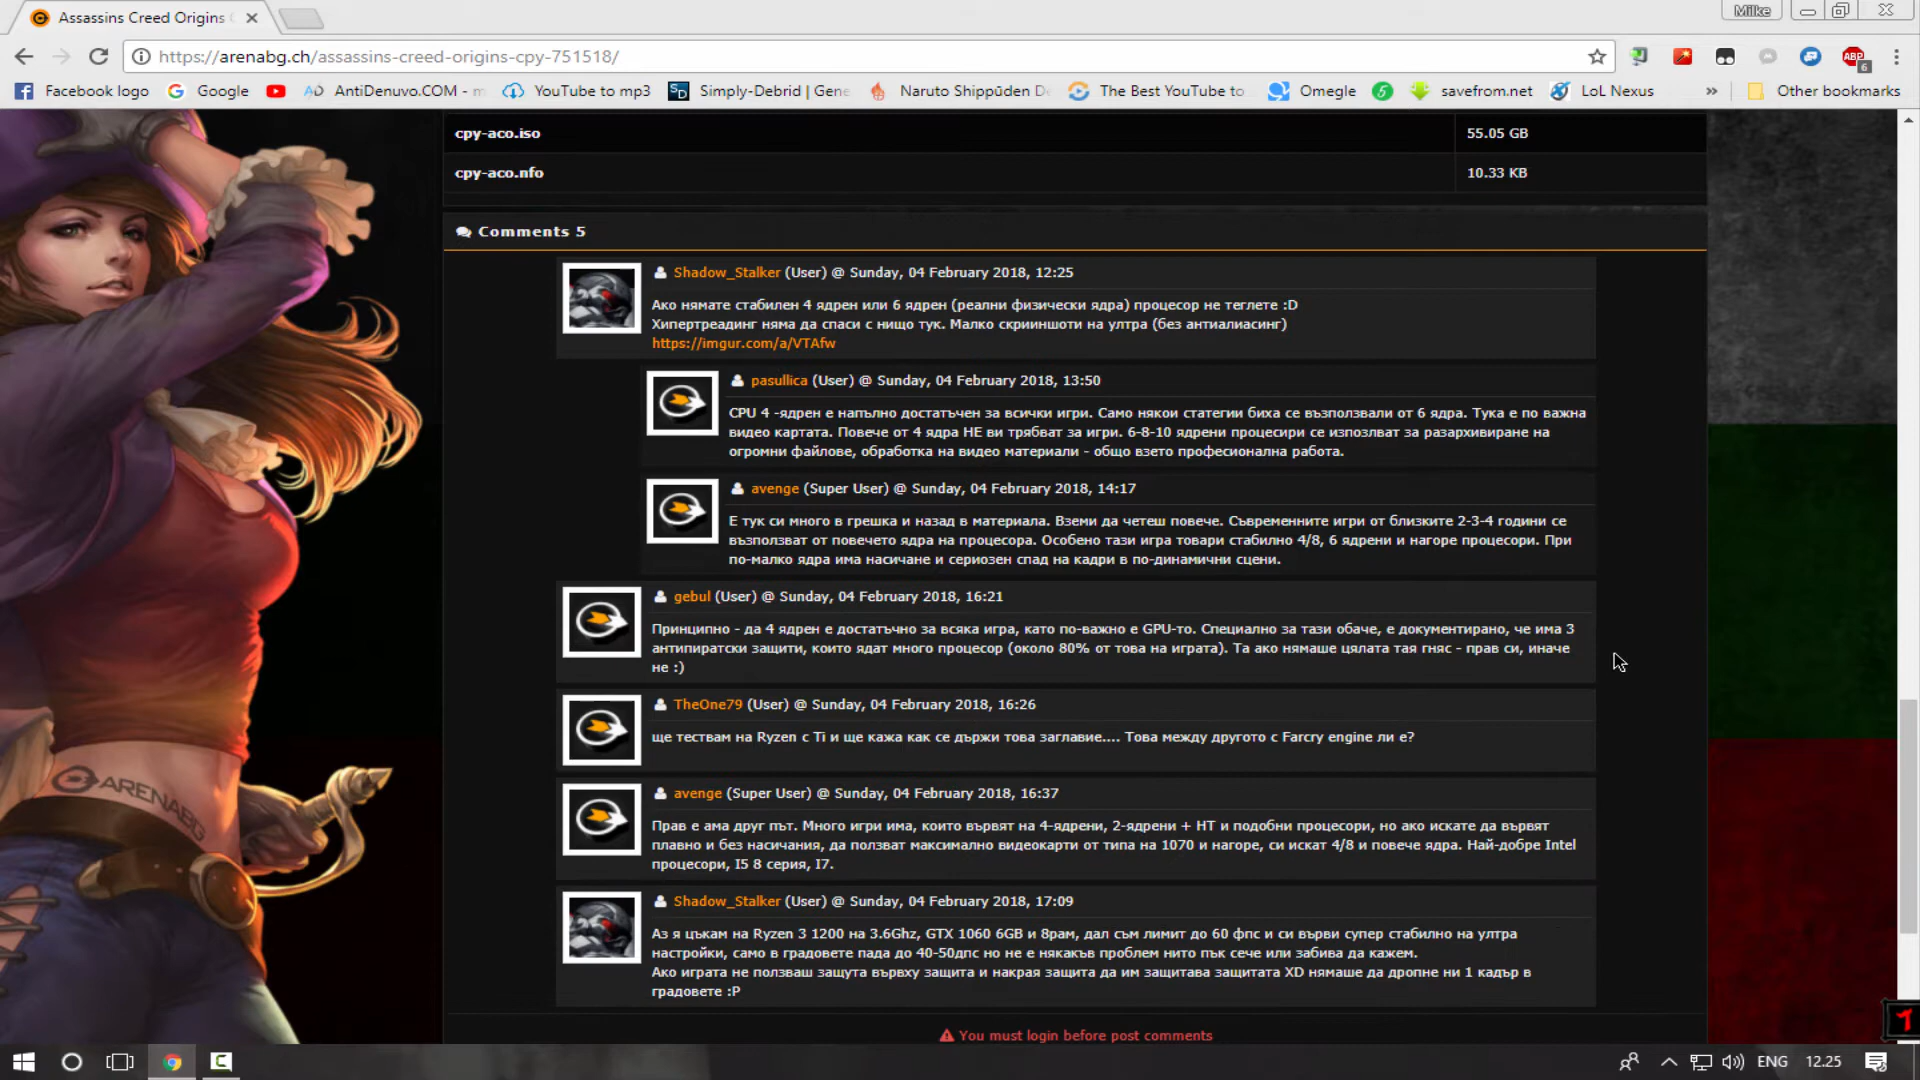 Assassins Creed Origins
Milke
https://arenabg.ch/assassins-creed-origins-cpy-751518/
ABP
6
Facebook logo
Google
AntiDenuvo.COM - m
YouTube to mp3
SD
Simply-Debrid | Gene
Naruto Shippūden D
The Best YouTube to
Omegle
5
savefrom.net
LoL Nexus
»
Other bookmarks
cpy-aco.iso
55.05 GB
cpy-aco.nfo
10.33 KB
Comments 5
Shadow_Stalker (User) @ Sunday, 04 February 2018, 12:25
Ако нямате стабилен 4 ядрен или 6 ядрен (реални физически ядра) процесор не теглете :D
Хипертреадинг няма да спаси с нищо тук. Малко скрииншоти на ултра (без антиалиасинг)
https://imgur.com/a/VTAfw
pasullica (User) @ Sunday, 04 February 2018, 13:50
CPU 4 -ядрен е напълно достатъчен за всички игри. Само някои статегии биха се възползвали от 6 ядра. Тука е по важна
видео картата. Повече от 4 ядра НЕ ви трябват за игри. 6-8-10 ядрени процесири се изпозлват за разархивиране на
огромни файлове, обработка на видео материали - общо взето професионална работа.
avenge (Super User) @ Sunday, 04 February 2018, 14:17
Е тук си много в грешка и назад в материала. Вземи да четеш повече. Съвременните игри от близките 2-3-4 години се
възползват от повечето ядра на процесора. Особено тази игра товари стабилно 4/8, 6 ядрени и нагоре процесори. При
по-малко ядра има насичане и сериозен спад на кадри в по-динамични сцени.
gebul (User) @ Sunday, 04 February 2018, 16:21
Принципно - да 4 ядрен е достатъчно за всяка игра, като по-важно е GPU-то. Специално за тази обаче, е документирано, че има 3
антипиратски защити, които ядат много процесор (около 80% от това на играта). Та ако нямаше цялата тая гняс - прав си, иначе
не :)
TheOne79 (User) @ Sunday, 04 February 2018, 16:26
ще тествам на Ryzen с Ti и ще кажа как се държи това заглавие.... Това между другото с Farcry engine ли е?
avenge (Super User) @ Sunday, 04 February 2018, 16:37
Прав е ама друг път. Много игри има, които вървят на 4-ядрени, 2-ядрени + HT и подобни процесори, но ако искате да вървят
плавно и без насичания, да ползват максимално видеокарти от типа на 1070 и нагоре, си искат 4/8 и повече ядра. Най-добре Intel
процесори, I5 8 серия, I7.
Shadow_Stalker (User) @ Sunday, 04 February 2018, 17:09
Аз я цъкам на Ryzen 3 1200 на 3.6Ghz, GTX 1060 6GB и 8рам, дал съм лимит до 60 фпс и си върви супер стабилно на ултра
настройки, само в градовете пада до 40-50дпс но не е някакъв проблем нито пък сече или забива да кажем.
Ако играта не ползваш защута вървху защита и накрая защита да им защитава защитата XD нямаше да дропне ни 1 кадър в
градовете :P
You must login before post comments
ARENABG
ENG
12.25